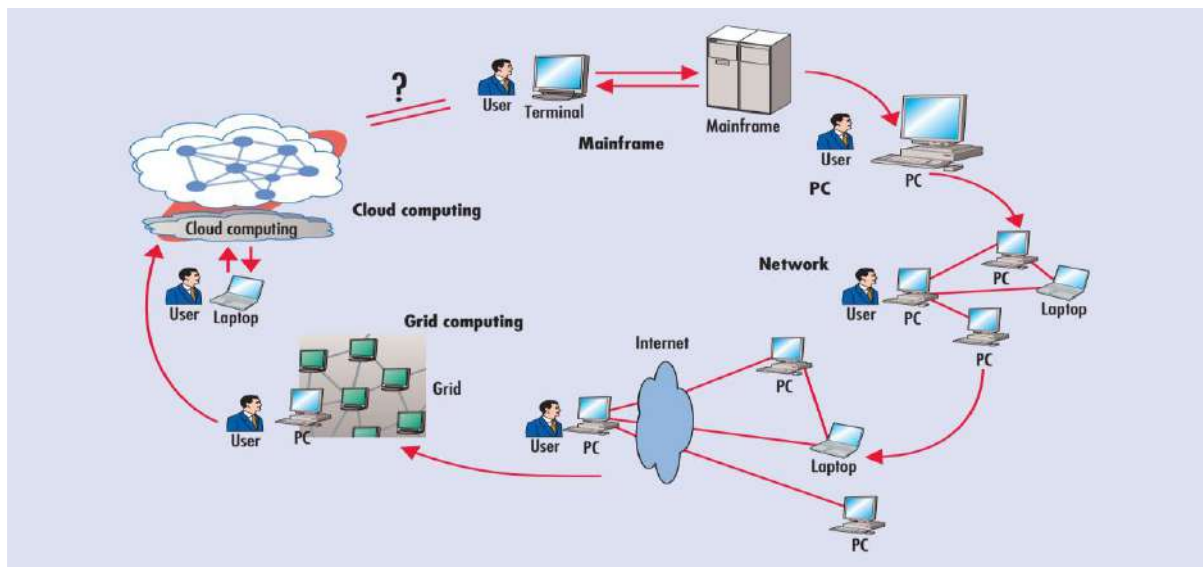 ?
User
Terminal
Mainframe
Mainframe
User
PC
PC
Cloud computing
Cloud computing
User
Laptop
Network
PC
User
PC
Laptop
PC
Grid computing
Internet
Grid
User
PC
User
PC
PC
Laptop
PC